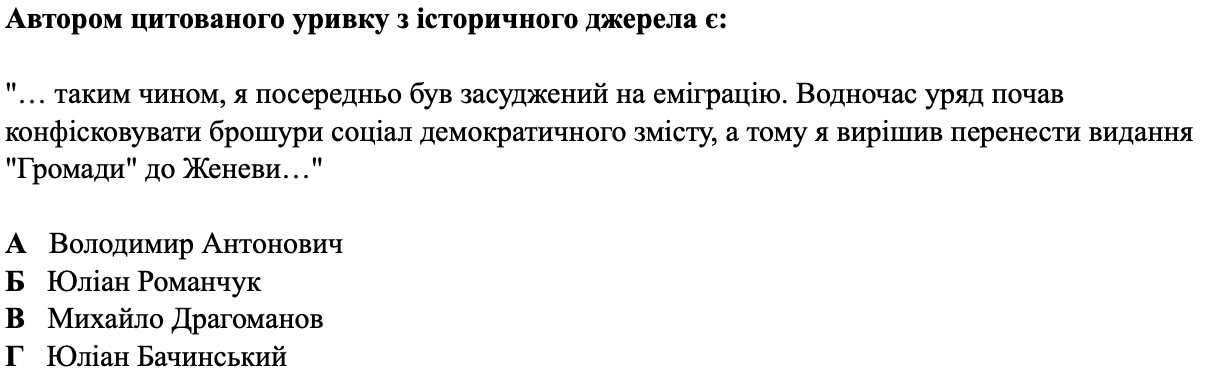 Автором цитованого уривку з історичного джерела є:
"… таким чином, я посередньо був засуджений на еміграцію. Водночас уряд почав
конфісковувати брошури соціал демократичного змісту, а тому я вирішив перенести видання
"Громади" до Женеви…"
А Володимир Антонович
Б Юліан Романчук
В Михайло Драгоманов
Г Юліан Бачинський